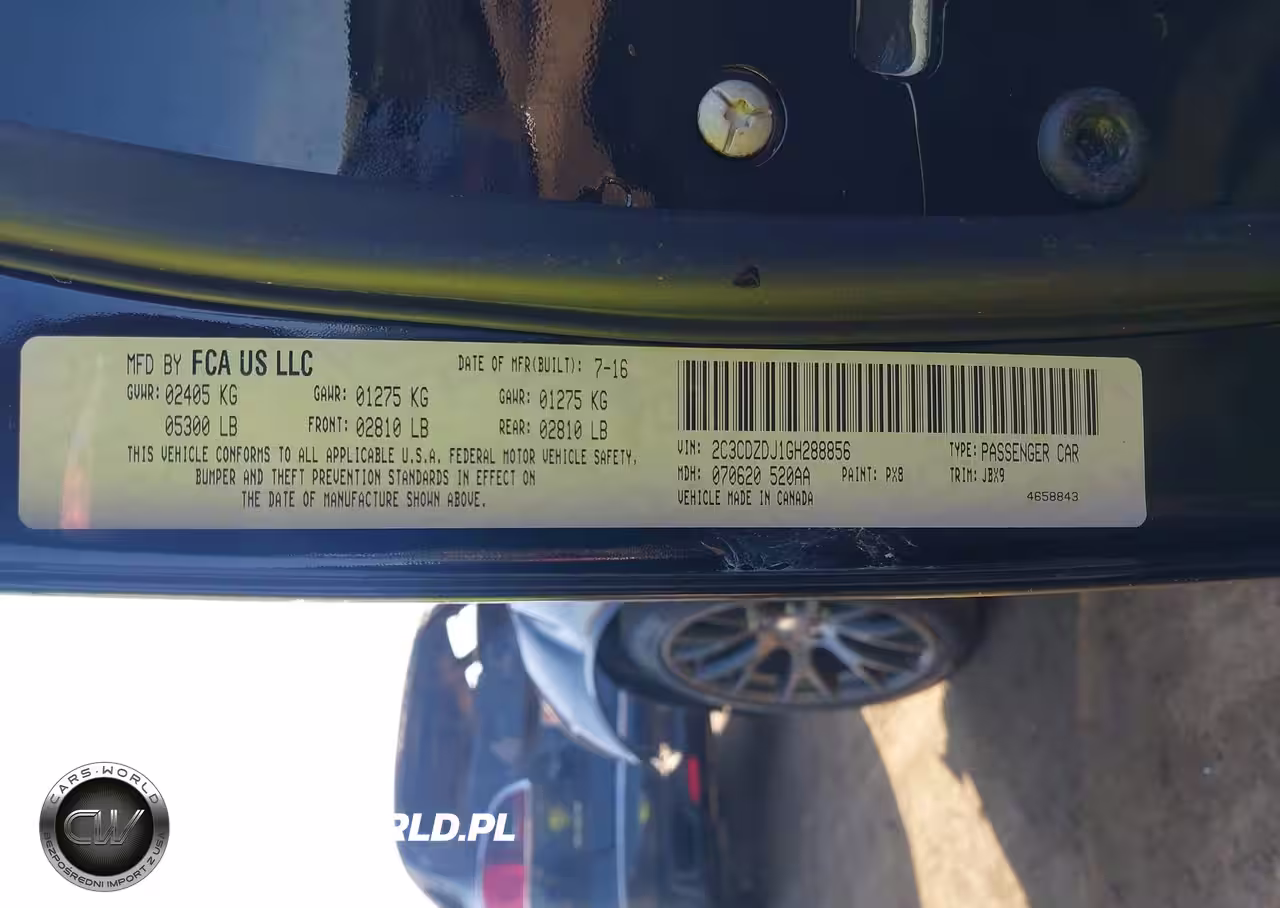 MFD BY FCA US LLC DATE OF MFR(BUILT): 7-16
GVWR: 02405 KG GAWR: 01275 KG GAWR: 01275 KG
05300 LB FRONT: 02810 LB REAR: 02810 LB
THIS VEHICLE CONFORMS TO ALL APPLICABLE U.S.A. FEDERAL MOTOR VEHICLE SAFETY,
BUMPER AND THEFT PREVENTION STANDARDS IN EFFECT ON
THE DATE OF MANUFACTURE SHOWN ABOVE.
VIN: 2C3CDZDJ1GH288856 TYPE: PASSENGER CAR
MDH: 070620 520AA PAINT: PX8 TRIM: JBX9
VEHICLE MADE IN CANADA 4658843
CARS-WORLD
CW
BEZPOŚREDNI IMPORT Z USA
RLD.PL